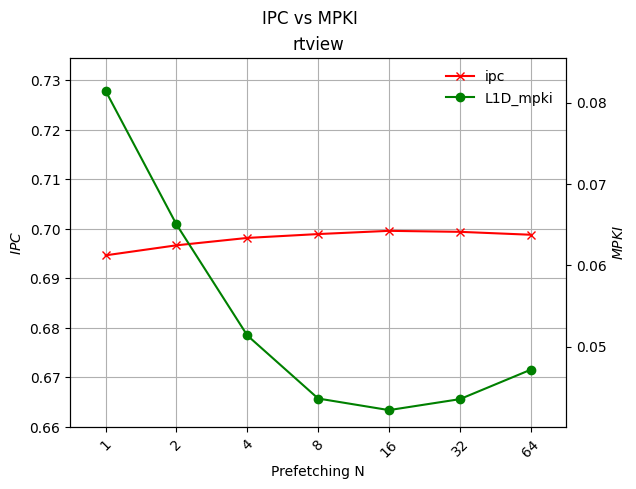 IPC vs MPKI
rtview
ipc
L1D_mpki
0.73
0.72
0.71
0.70
0.69
0.68
0.67
0.66
IPC
0.08
0.07
0.06
0.05
MPKI
1 2 4 8 16 32 64
Prefetching N